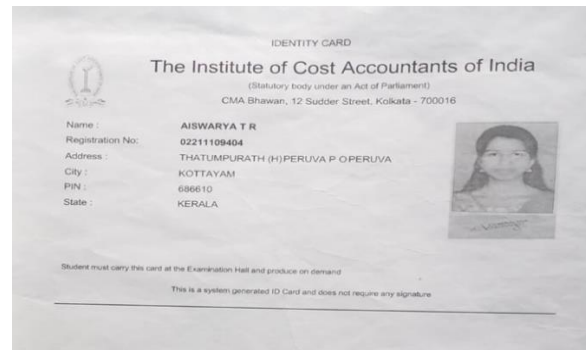 IDENTITY CARD
The Institute of Cost Accountants of India
(Statutory body under an Act of Parliament)
CMA Bhawan, 12 Sudder Street, Kolkata - 700016
Name : AISWARYA T R
Registration No: 02211109404
Address : THATUMPURATH (H)PERUVA P OPERUVA
City : KOTTAYAM
PIN : 686610
State : KERALA
Student must carry this card at the Examination Hall and produce on demand
This is a system generated ID Card and does not require any signature